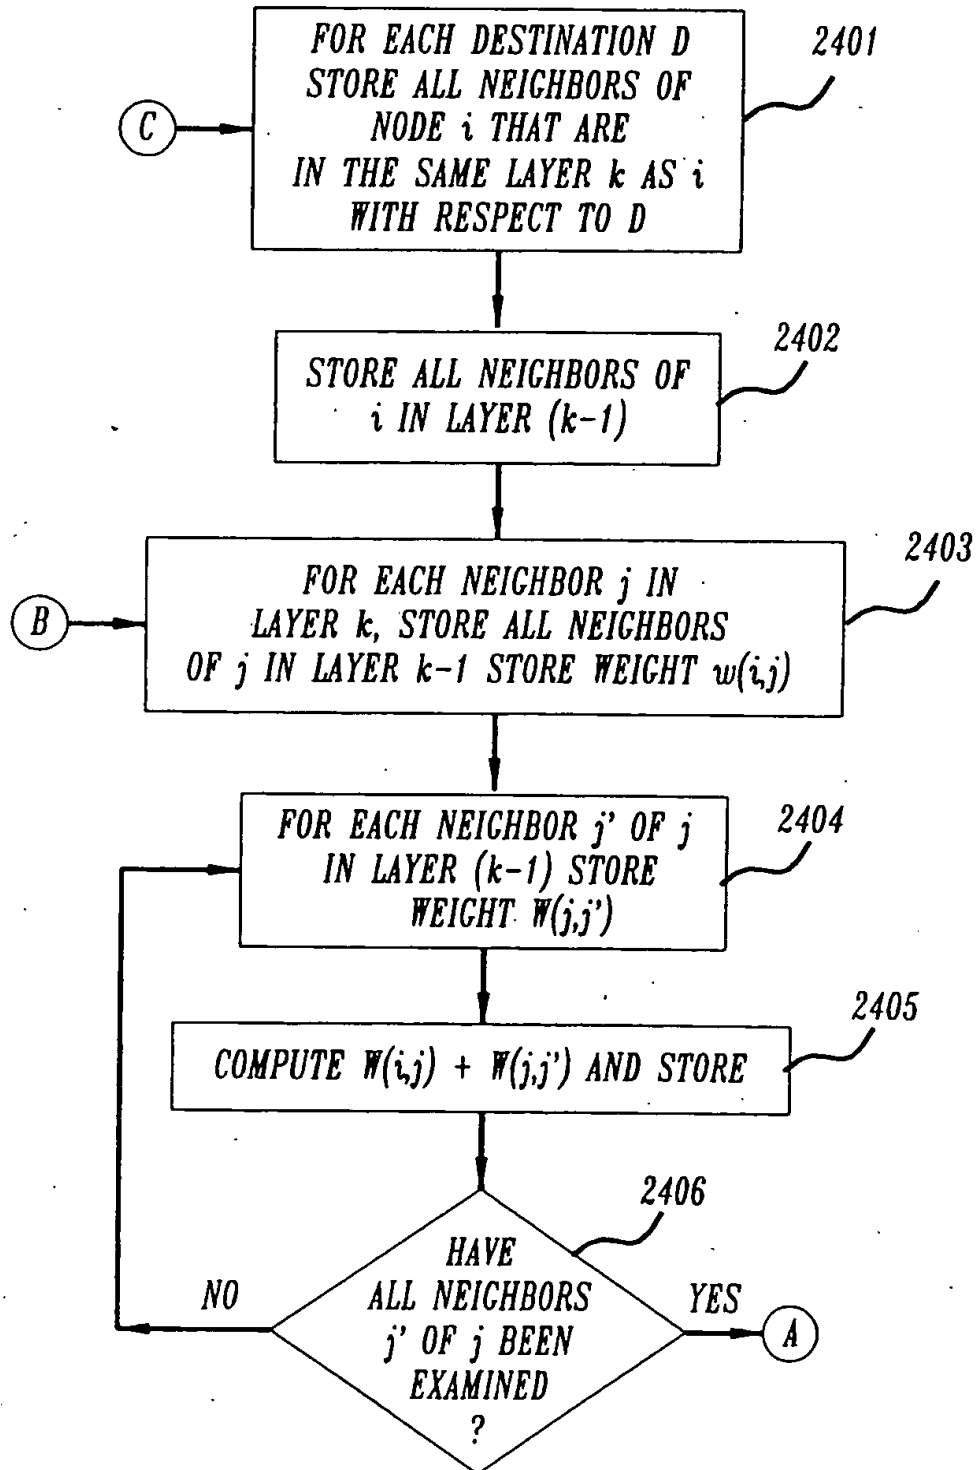 FOR EACH DESTINATION D
STORE ALL NEIGHBORS OF
NODE i THAT ARE
IN THE SAME LAYER k AS i
WITH RESPECT TO D
2401
C
STORE ALL NEIGHBORS OF
i IN LAYER (k-1)
2402
FOR EACH NEIGHBOR j IN
LAYER k, STORE ALL NEIGHBORS
OF j IN LAYER k-1 STORE WEIGHT w(i,j)
2403
B
FOR EACH NEIGHBOR j' OF j
IN LAYER (k-1) STORE
WEIGHT W(j,j')
2404
COMPUTE W(i,j) + W(j,j') AND STORE
2405
HAVE
ALL NEIGHBORS
j' OF j BEEN
EXAMINED
?
2406
NO
YES
A